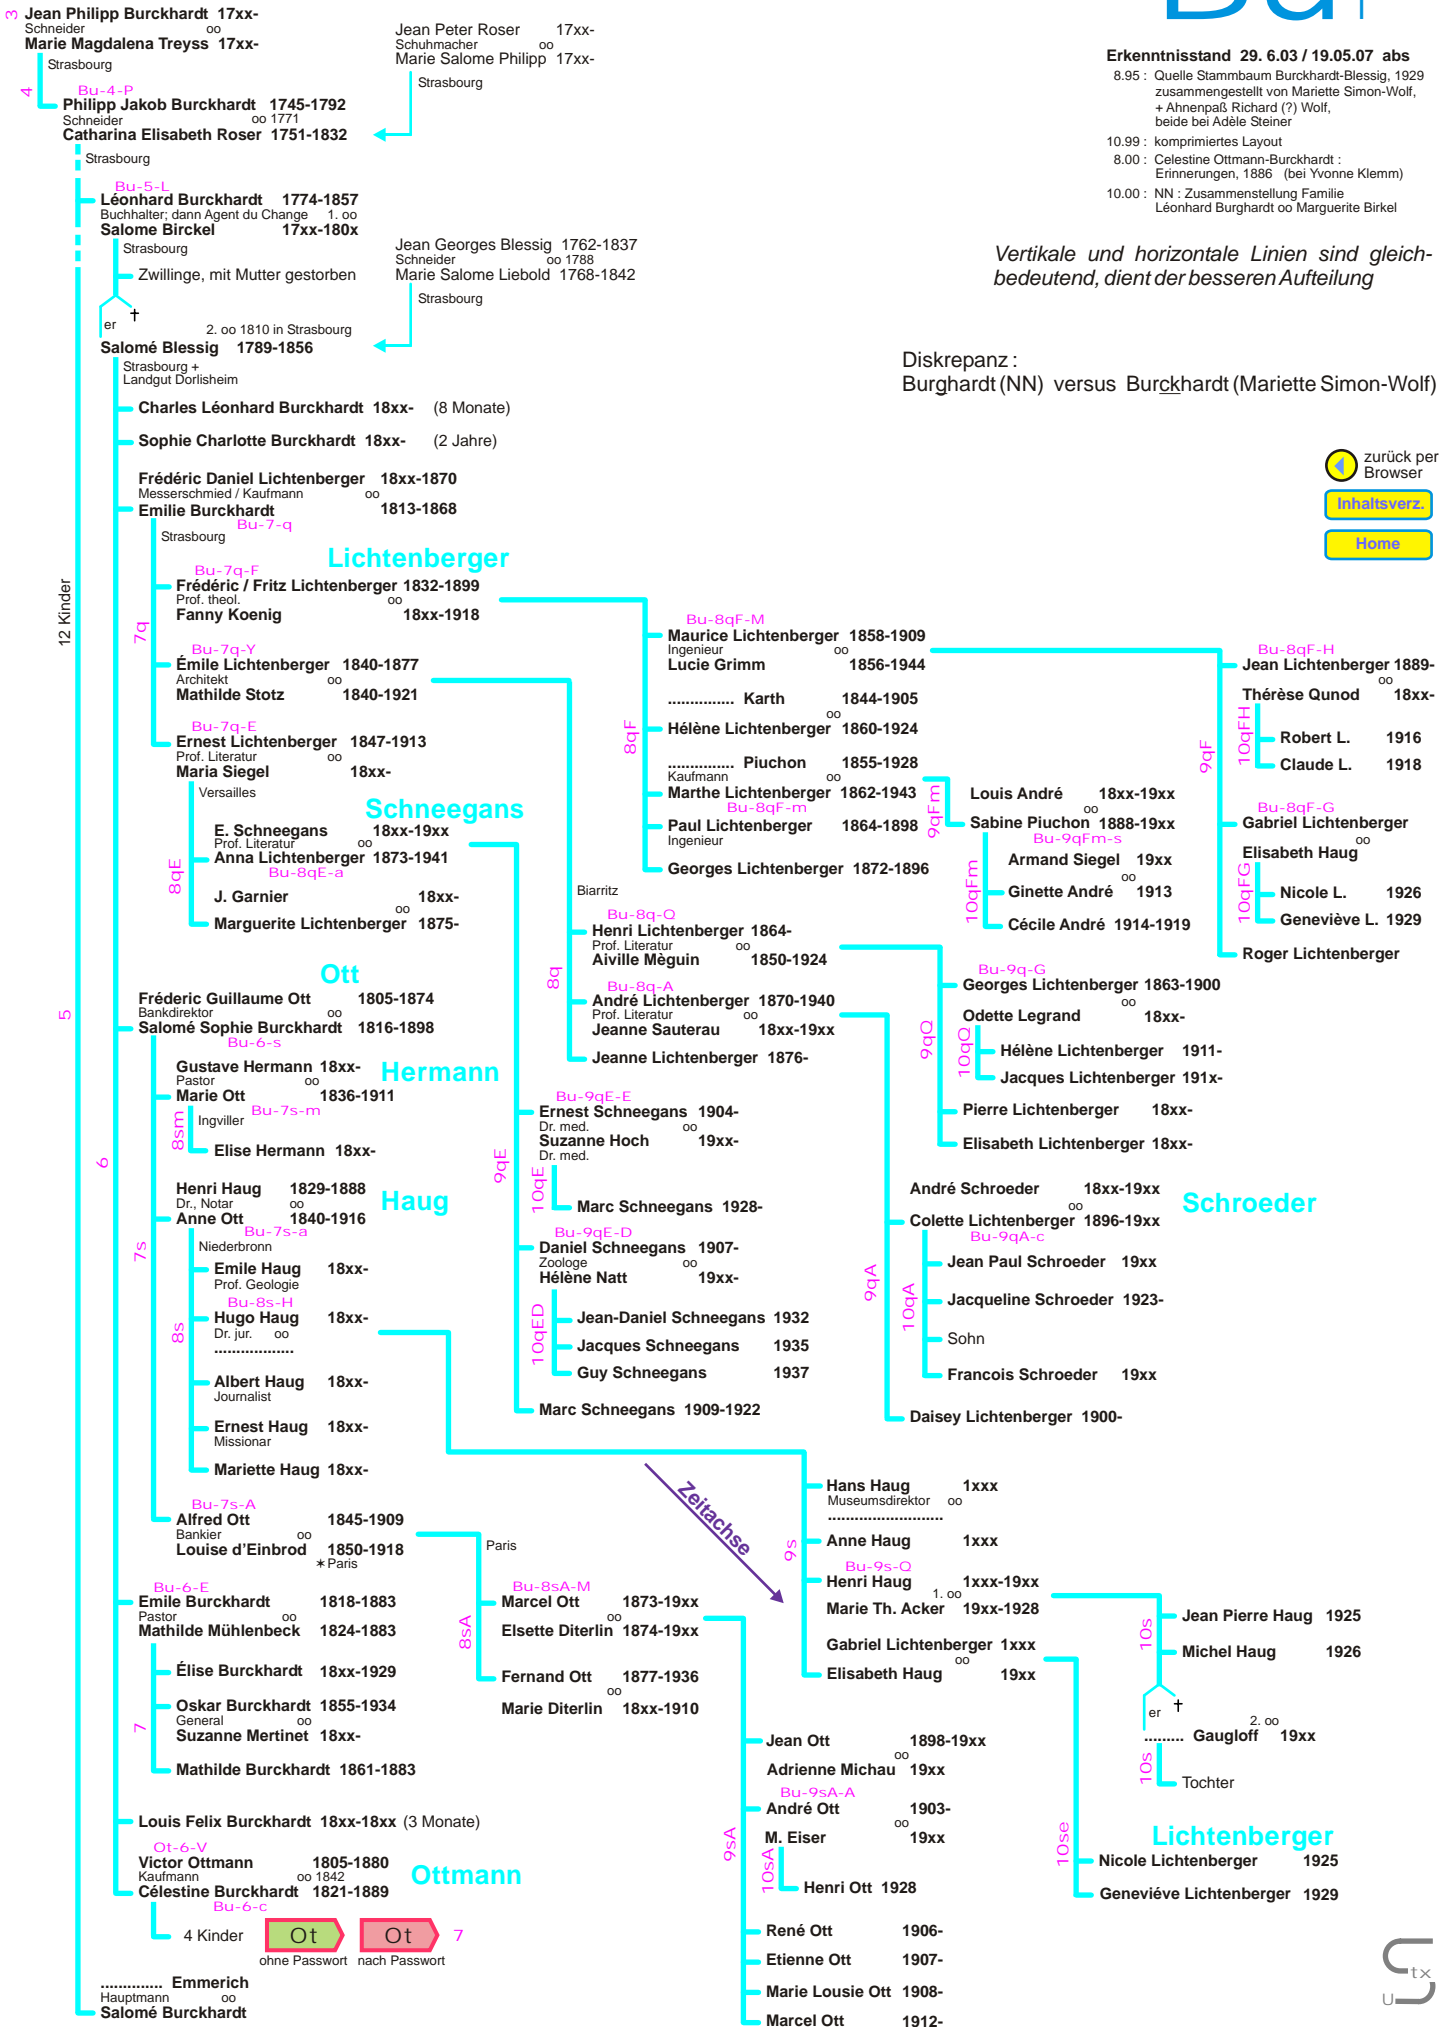 3
Jean Philipp Burckhardt 17xx-
Schneider oo
Marie Magdalena Treyss 17xx-
Strasbourg
Jean Peter Roser 17xx-
Schuhmacher oo
Marie Salome Philipp 17xx-
Strasbourg
4
Bu-4-P
Philipp Jakob Burckhardt 1745-1792
Schneider oo 1771
Catharina Elisabeth Roser 1751-1832
Strasbourg
Erkenntnisstand 29. 6.03 / 19.05.07 abs
8.95 : Quelle Stammbaum Burckhardt-Blessig, 1929
zusammengestellt von Mariette Simon-Wolf,
+ Ahnenpaß Richard (?) Wolf,
beide bei Adèle Steiner
10.99 : komprimiertes Layout
8.00 : Celestine Ottmann-Burckhardt :
Erinnerungen, 1886 (bei Yvonne Klemm)
10.00 : NN : Zusammenstellung Familie
Léonhard Burghardt oo Marguerite Birkel
Vertikale und horizontale Linien sind gleich-
bedeutend, dient der besseren Aufteilung
Diskrepanz :
Burghardt (NN) versus Burckhardt (Mariette Simon-Wolf)
zurück per
Browser
Inhaltsverz.
Home
12 Kinder
5
Bu-5-L
Léonhard Burckhardt 1774-1857
Buchhalter; dann Agent du Change 1. oo
Salome Birckel 17xx-180x
Strasbourg
Zwillinge, mit Mutter gestorben
er †
Jean Georges Blessig 1762-1837
Schneider oo 1788
Marie Salome Liebold 1768-1842
Strasbourg
2. oo 1810 in Strasbourg
Salomé Blessig 1789-1856
Strasbourg +
Landgut Dorlisheim
6
Charles Léonhard Burckhardt 18xx- (8 Monate)
Sophie Charlotte Burckhardt 18xx- (2 Jahre)
Frédéric Daniel Lichtenberger 18xx-1870
Messerschmied / Kaufmann oo
Emilie Burckhardt 1813-1868
Bu-7-q
Strasbourg
Lichtenberger
7q
Bu-7q-F
Frédéric / Fritz Lichtenberger 1832-1899
Prof. theol. oo
Fanny Koenig 18xx-1918
Bu-7q-Y
Émile Lichtenberger 1840-1877
Architekt oo
Mathilde Stotz 1840-1921
Bu-7q-E
Ernest Lichtenberger 1847-1913
Prof. Literatur oo
Maria Siegel 18xx-
Versailles
Schneegans
8qE
E. Schneegans 18xx-19xx
Prof. Literatur oo
Anna Lichtenberger 1873-1941
Bu-8qE-a
J. Garnier 18xx-
oo
Marguerite Lichtenberger 1875-
8qF
Bu-8qF-M
Maurice Lichtenberger 1858-1909
Ingenieur oo
Lucie Grimm 1856-1944
............... Karth 1844-1905
oo
Hélène Lichtenberger 1860-1924
............... Piuchon 1855-1928
Kaufmann oo
Marthe Lichtenberger 1862-1943
Bu-8qF-m
Paul Lichtenberger 1864-1898
Ingenieur
Georges Lichtenberger 1872-1896
9qFm
Louis André 18xx-19xx
oo
Sabine Piuchon 1888-19xx
Bu-9qFm-s
10qFm
Armand Siegel 19xx
oo
Ginette André 1913
Cécile André 1914-1919
9qF
Bu-8qF-H
Jean Lichtenberger 1889-
oo
Thérèse Qunod 18xx-
10qFH
Robert L. 1916
Claude L. 1918
Bu-8qF-G
Gabriel Lichtenberger
oo
Elisabeth Haug
10qFG
Nicole L. 1926
Geneviève L. 1929
Roger Lichtenberger
Biarritz
8q
Bu-8q-Q
Henri Lichtenberger 1864-
Prof. Literatur oo
Aiville Mèguin 1850-1924
Bu-8q-A
André Lichtenberger 1870-1940
Prof. Literatur oo
Jeanne Sauterau 18xx-19xx
Jeanne Lichtenberger 1876-
9qQ
Bu-9q-G
Georges Lichtenberger 1863-1900
oo
Odette Legrand 18xx-
10qQ
Hélène Lichtenberger 1911-
Jacques Lichtenberger 191x-
Pierre Lichtenberger 18xx-
Elisabeth Lichtenberger 18xx-
Ott
Fréderic Guillaume Ott 1805-1874
Bankdirektor oo
Salomé Sophie Burckhardt 1816-1898
Bu-6-s
7s
Gustave Hermann 18xx-
Hermann
Pastor oo
Marie Ott 1836-1911
Bu-7s-m
8sm
Ingviller
Elise Hermann 18xx-
Henri Haug 1829-1888
Haug
Dr., Notar oo
Anne Ott 1840-1916
Bu-7s-a
Niederbronn
8s
Emile Haug 18xx-
Prof. Geologie
Bu-8s-H
Hugo Haug 18xx-
Dr. jur. oo
..................
Albert Haug 18xx-
Journalist
Ernest Haug 18xx-
Missionar
Mariette Haug 18xx-
9qE
Bu-9qE-E
Ernest Schneegans 1904-
Dr. med. oo
Suzanne Hoch 19xx-
Dr. med.
10qE
Marc Schneegans 1928-
Bu-9qE-D
Daniel Schneegans 1907-
Zoologe oo
Hélène Natt 19xx-
10qED
Jean-Daniel Schneegans 1932
Jacques Schneegans 1935
Guy Schneegans 1937
Marc Schneegans 1909-1922
9qA
André Schroeder 18xx-19xx
Schroeder
oo
Colette Lichtenberger 1896-19xx
Bu-9qA-c
10qA
Jean Paul Schroeder 19xx
Jacqueline Schroeder 1923-
Sohn
Francois Schroeder 19xx
Daisey Lichtenberger 1900-
Zeitachse
Bu-7s-A
Alfred Ott 1845-1909
Bankier oo
Louise d'Einbrod 1850-1918
✶Paris
Paris
8sA
Bu-8sA-M
Marcel Ott 1873-19xx
oo
Elsette Diterlin 1874-19xx
Fernand Ott 1877-1936
oo
Marie Diterlin 18xx-1910
9s
Hans Haug 1xxx
Museumsdirektor oo
..........................
Anne Haug 1xxx
Bu-9s-Q
Henri Haug 1xxx-19xx
1. oo
Marie Th. Acker 19xx-1928
Gabriel Lichtenberger 1xxx
oo
Elisabeth Haug 19xx
10s
Jean Pierre Haug 1925
Michel Haug 1926
er †
2. oo
......... Gaugloff 19xx
10s
Tochter
10se
Lichtenberger
Nicole Lichtenberger 1925
Geneviéve Lichtenberger 1929
Bu-6-E
Emile Burckhardt 1818-1883
Pastor oo
Mathilde Mühlenbeck 1824-1883
7
Élise Burckhardt 18xx-1929
Oskar Burckhardt 1855-1934
General oo
Suzanne Mertinet 18xx-
Mathilde Burckhardt 1861-1883
Louis Felix Burckhardt 18xx-18xx (3 Monate)
Ot-6-V
Victor Ottmann 1805-1880
Ottmann
Kaufmann oo 1842
Célestine Burckhardt 1821-1889
Bu-6-c
4 Kinder Ot Ot 7
ohne Passwort nach Passwort
9sA
Jean Ott 1898-19xx
oo
Adrienne Michau 19xx
Bu-9sA-A
André Ott 1903-
oo
M. Eiser 19xx
10sA
Henri Ott 1928
René Ott 1906-
Etienne Ott 1907-
Marie Lousie Ott 1908-
Marcel Ott 1912-
.............. Emmerich
Hauptmann oo
Salomé Burckhardt
U S tx